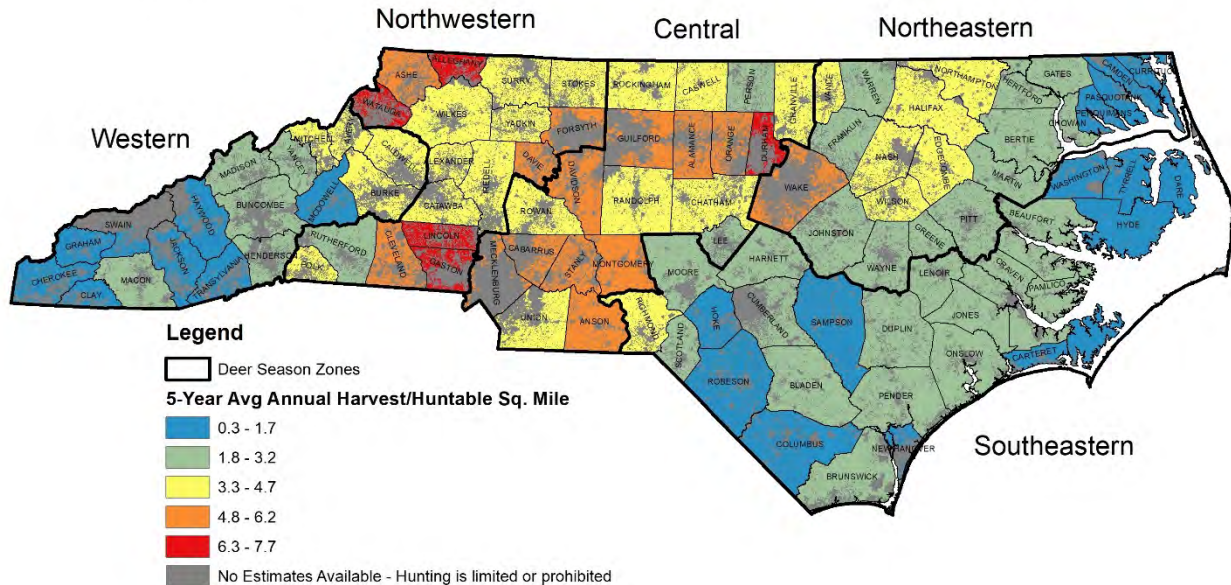 Northwestern
Central
Northeastern
Western
Southeastern
ALLEGHANY
ASHE
SURRY
STOKES
ROCKINGHAM
CASWELL
PERSON
GRANVILLE
VANCE
WARREN
NORTHAMPTON
HERTFORD
GATES
CAMDEN
CURRITUCK
PASQUOTANK
PERQUIMANS
CHOWAN
WATAUGA
WILKES
YADKIN
FORSYTH
GUILFORD
ALAMANCE
ORANGE
DURHAM
FRANKLIN
HALIFAX
BERTIE
MITCHELL
AVERY
CALDWELL
ALEXANDER
IREDELL
DAVIE
DAVIDSON
RANDOLPH
CHATHAM
WAKE
NASH
EDGECOMBE
MARTIN
WASHINGTON
TYRRELL
DARE
MADISON
YANCEY
BURKE
CATAWBA
ROWAN
WILSON
PITT
BEAUFORT
HYDE
HAYWOOD
BUNCOMBE
MCDOWELL
SWAIN
GRAHAM
JACKSON
HENDERSON
RUTHERFORD
CLEVELAND
LINCOLN
GASTON
MECKLENBURG
CABARRUS
STANLY
MONTGOMERY
MOORE
LEE
HARNETT
JOHNSTON
WAYNE
GREENE
LENOIR
CRAVEN
PAMLICO
CHEROKEE
CLAY
MACON
TRANSYLVANIA
POLK
UNION
ANSON
RICHMOND
SCOTLAND
HOKE
CUMBERLAND
SAMPSON
DUPLIN
JONES
ONSLOW
CARTERET
ROBESON
BLADEN
PENDER
COLUMBUS
NEW HANOVER
BRUNSWICK
Legend
Deer Season Zones
5-Year Avg Annual Harvest/Huntable Sq. Mile
0.3 - 1.7
1.8 - 3.2
3.3 - 4.7
4.8 - 6.2
6.3 - 7.7
No Estimates Available - Hunting is limited or prohibited